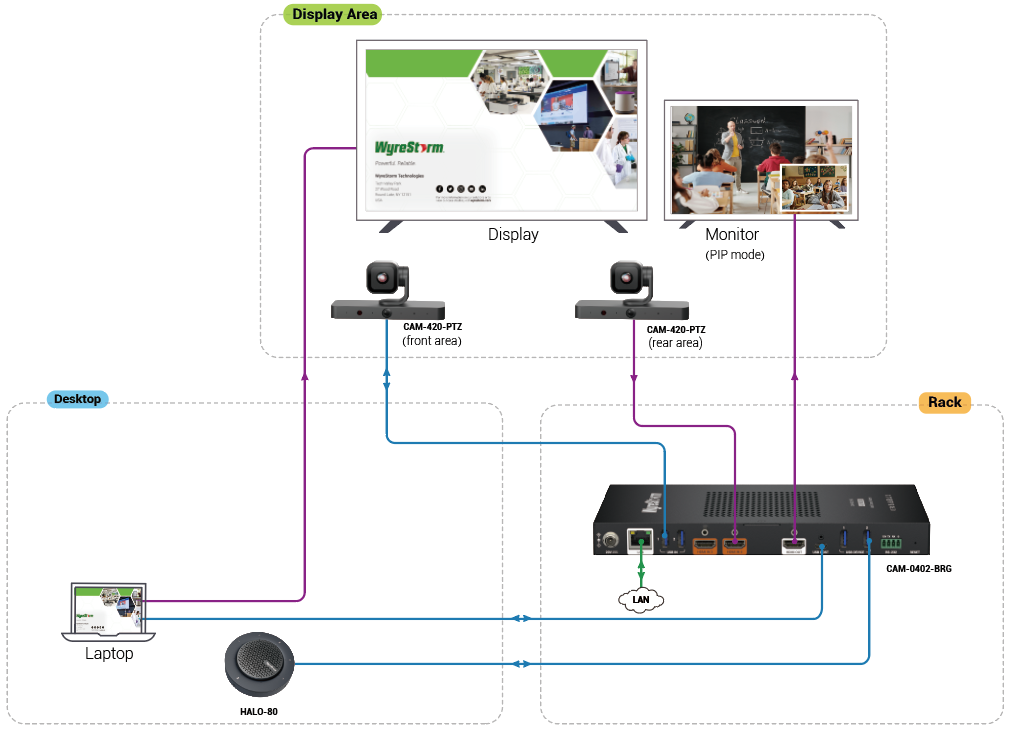 Display Area
WyreStorm
Powerful. Reliable.
WyreStorm Technologies
Display
Monitor
(PIP mode)
CAM-420-PTZ
(front area)
CAM-420-PTZ
(rear area)
Desktop
Rack
CAM-0402-BRG
LAN
Laptop
HALO-80